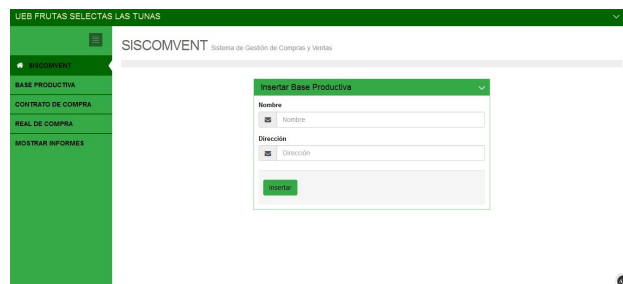 UEB FRUTAS SELECTAS LAS TUNAS
SISCOMVENT Sistema de Gestión de Compras y Ventas
SISCOMVENT
BASE PRODUCTIVA
CONTRATO DE COMPRA
REAL DE COMPRA
MOSTRAR INFORMES
Insertar Base Productiva
Nombre
Nombre
Dirección
Dirección
Insertar